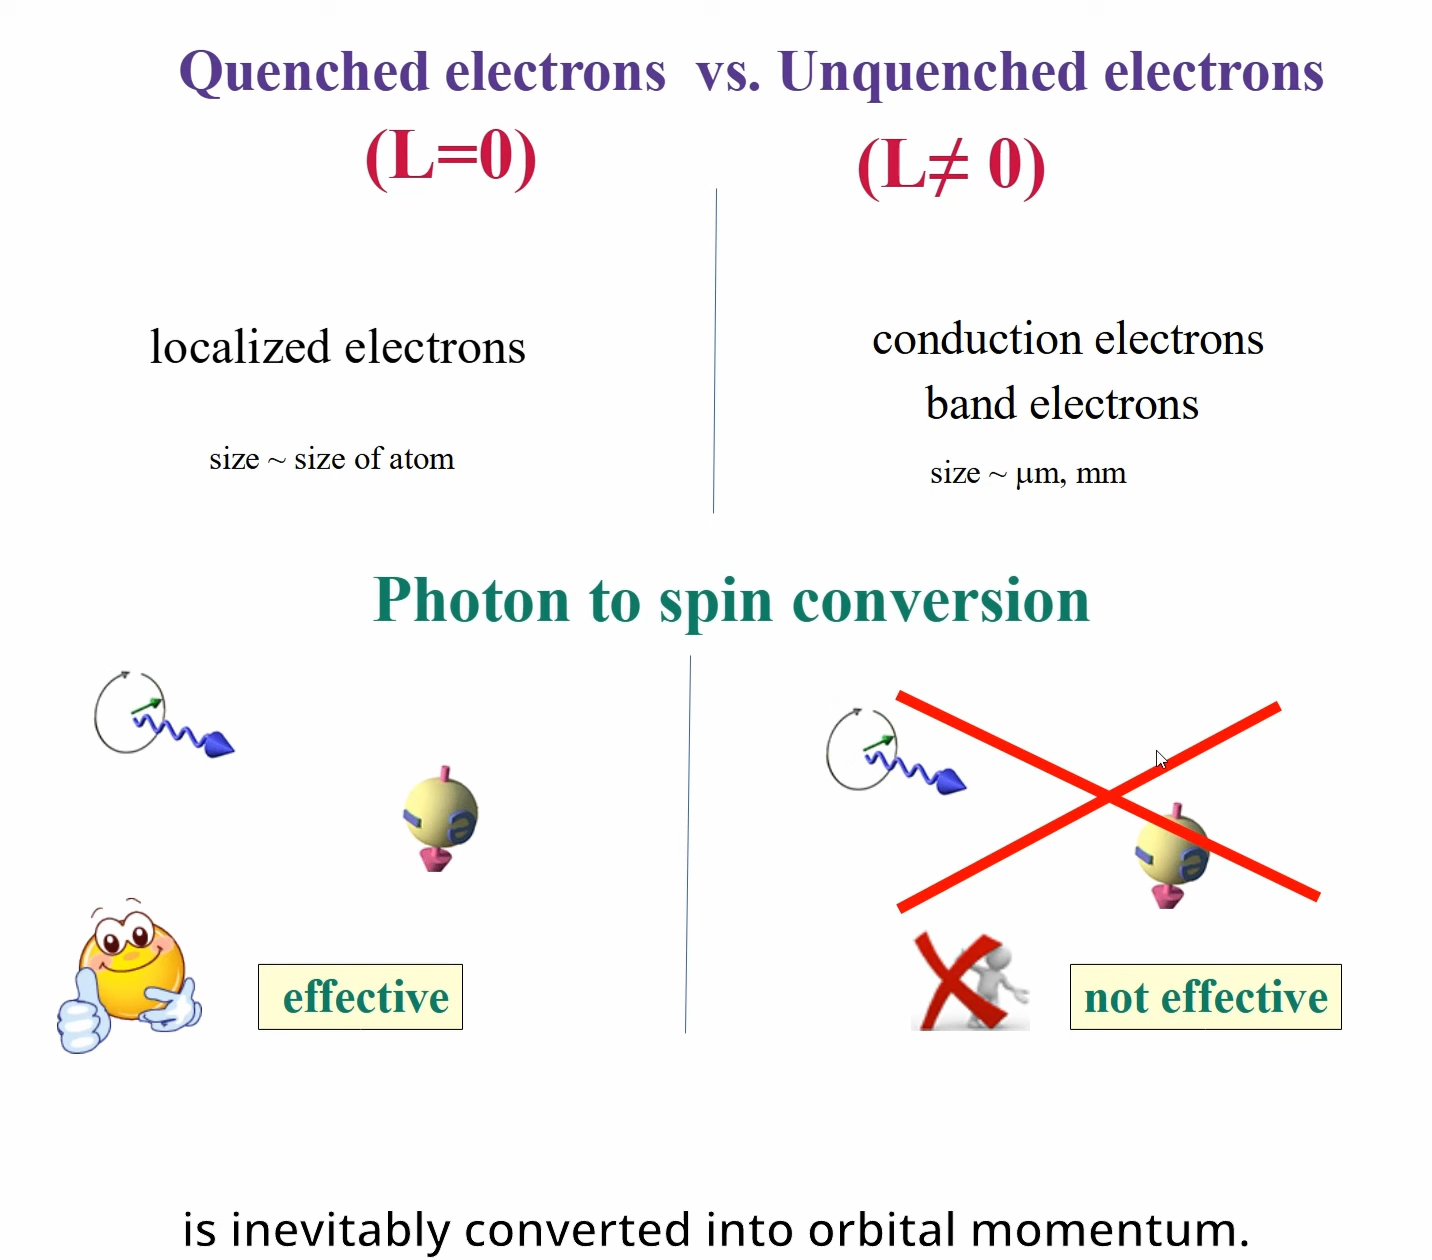 Quenched electrons vs. Unquenched electrons
(L=0) (L≠ 0)
localized electrons
size ~ size of atom
conduction electrons
band electrons
size ~ μm, mm
Photon to spin conversion
effective
not effective
is inevitably converted into orbital momentum.